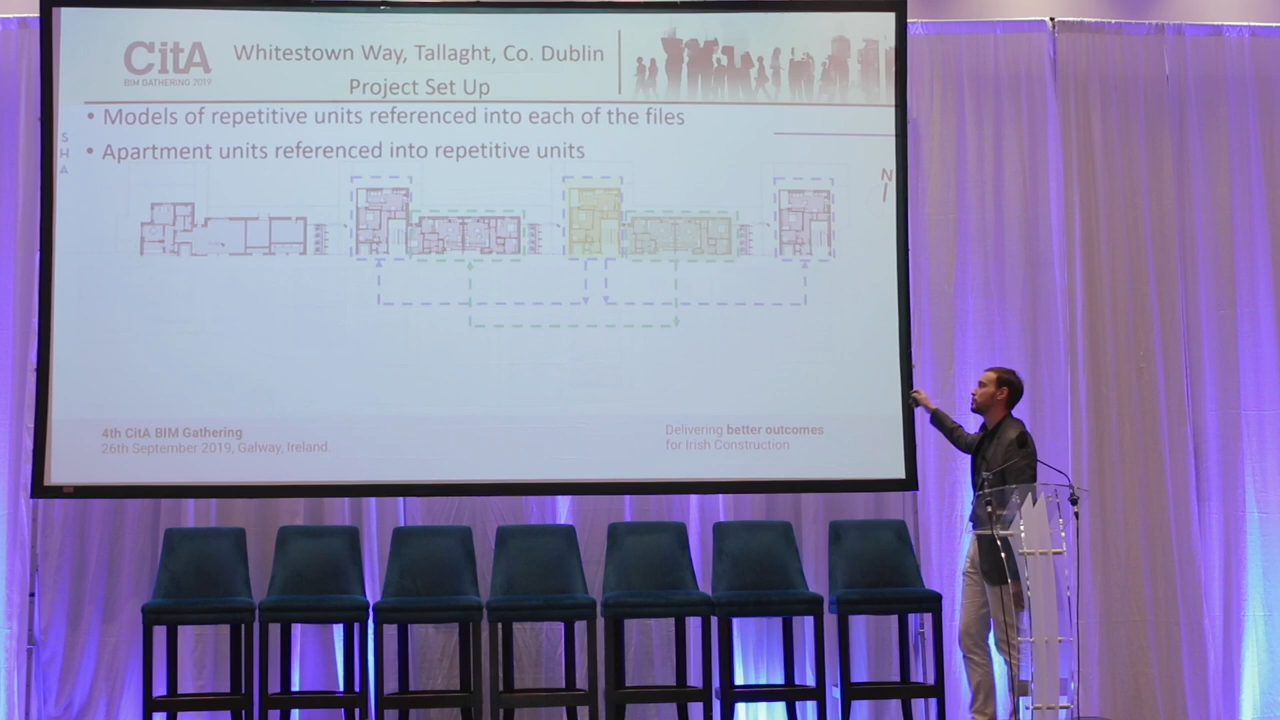 CitA
BIM GATHERING 2019
Whitestown Way, Tallaght, Co. Dublin
Project Set Up
• Models of repetitive units referenced into each of the files
• Apartment units referenced into repetitive units
S
H
A
N
4th CitA BIM Gathering
26th September 2019, Galway, Ireland.
Delivering better outcomes
for Irish Construction